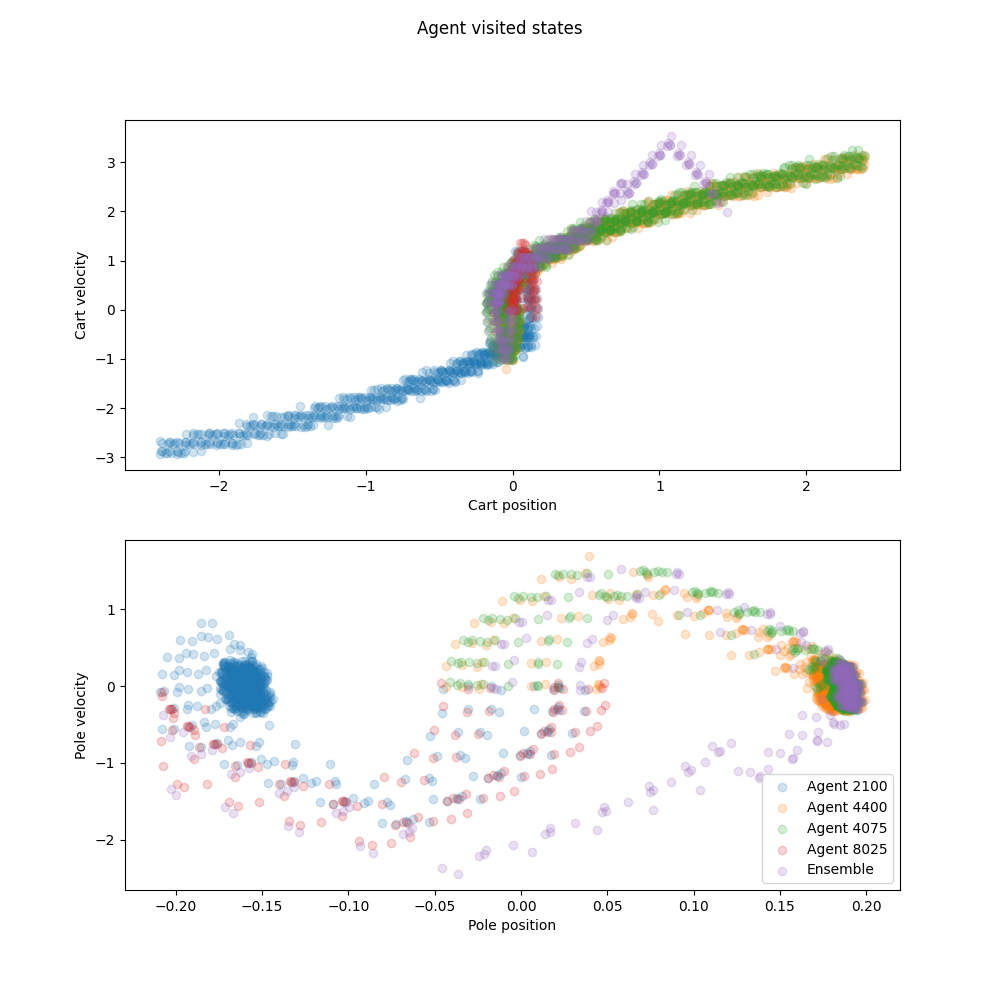 Agent visited states
3
2
1
0
−1
−2
−3
Cart velocity
−2
−1
0
1
2
Cart position
1
0
−1
−2
Pole velocity
−0.20
−0.15
−0.10
−0.05
0.00
0.05
0.10
0.15
0.20
Pole position
Agent 2100
Agent 4400
Agent 4075
Agent 8025
Ensemble